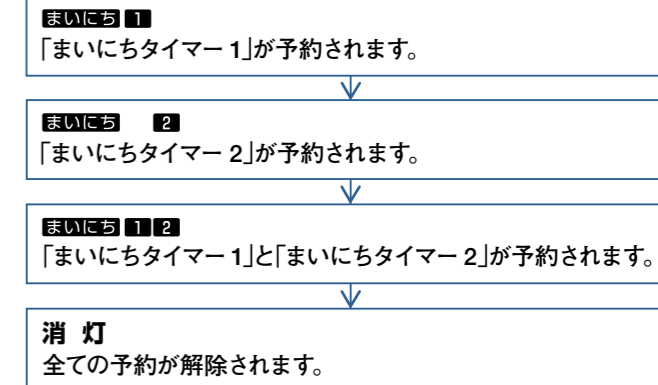 まいにち 1
「まいにちタイマー 1」が予約されます。
まいにち 2
「まいにちタイマー 2」が予約されます。
まいにち 1 2
「まいにちタイマー 1」と「まいにちタイマー 2」が予約されます。
消 灯
全ての予約が解除されます。